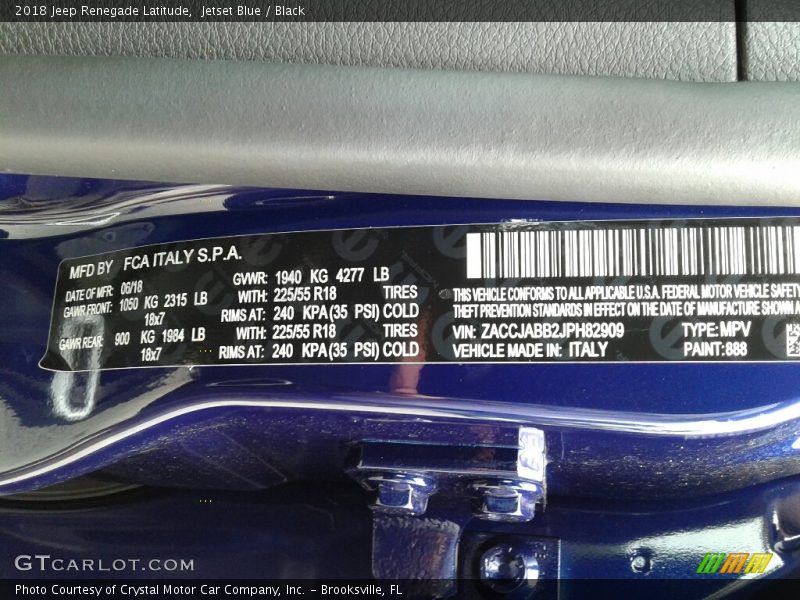 2018 Jeep Renegade Latitude,  Jetset Blue / Black
MFD BY FCA ITALY S.P.A.
DATE OF MFR: 06/18 GVWR: 1940 KG 4277 LB
GAWR FRONT: 1050 KG 2315 LB WITH: 225/55 R18 TIRES
18x7 RIMS AT: 240 KPA(35 PSI) COLD
GAWR REAR: 900 KG 1984 LB WITH: 225/55 R18 TIRES
18x7 RIMS AT: 240 KPA(35 PSI) COLD
THIS VEHICLE CONFORMS TO ALL APPLICABLE U.S.A. FEDERAL MOTOR VEHICLE SAFETY
THEFT PREVENTION STANDARDS IN EFFECT ON THE DATE OF MANUFACTURE SHOWN
VIN: ZACCJABB2JPH82909 TYPE: MPV
VEHICLE MADE IN: ITALY PAINT:888
GTCARLOT.COM
Photo Courtesy of Crystal Motor Car Company, Inc. – Brooksville, FL